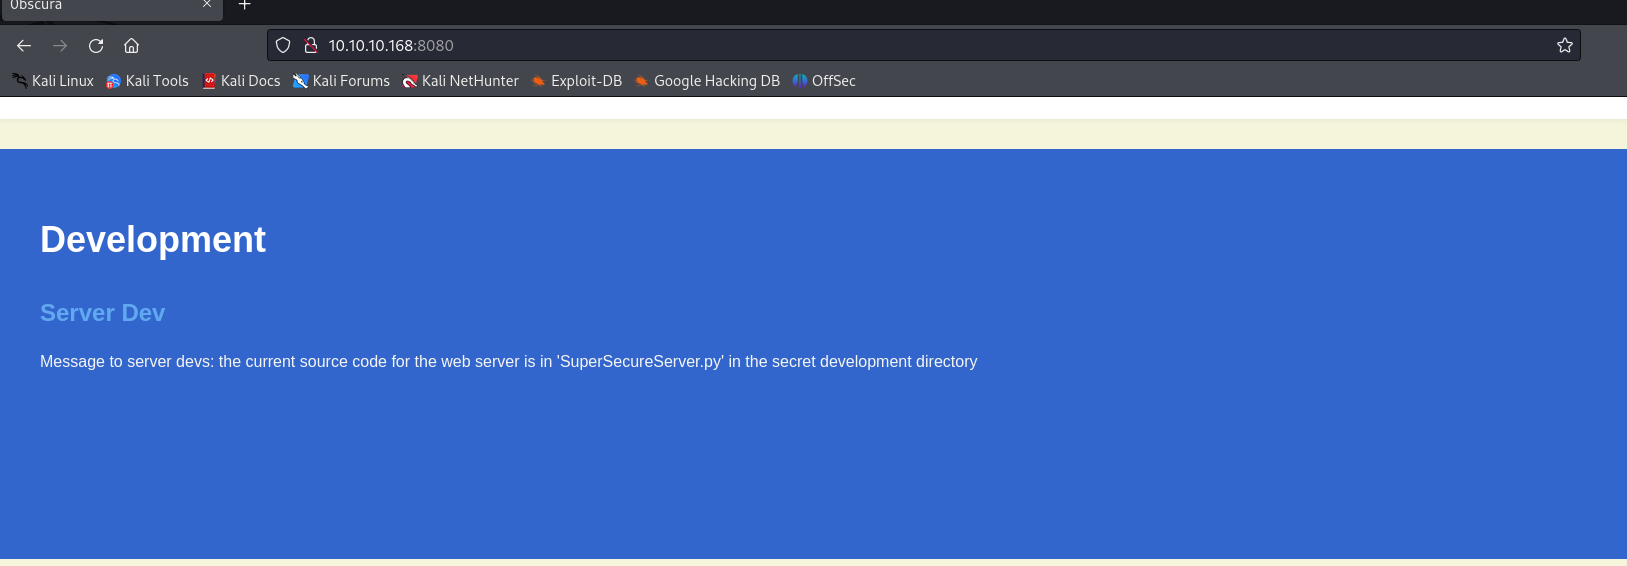 0bscura
10.10.10.168:8080
Kali Linux Kali Tools Kali Docs Kali Forums Kali NetHunter Exploit-DB Google Hacking DB OffSec
Development
Server Dev
Message to server devs: the current source code for the web server is in 'SuperSecureServer.py' in the secret development directory